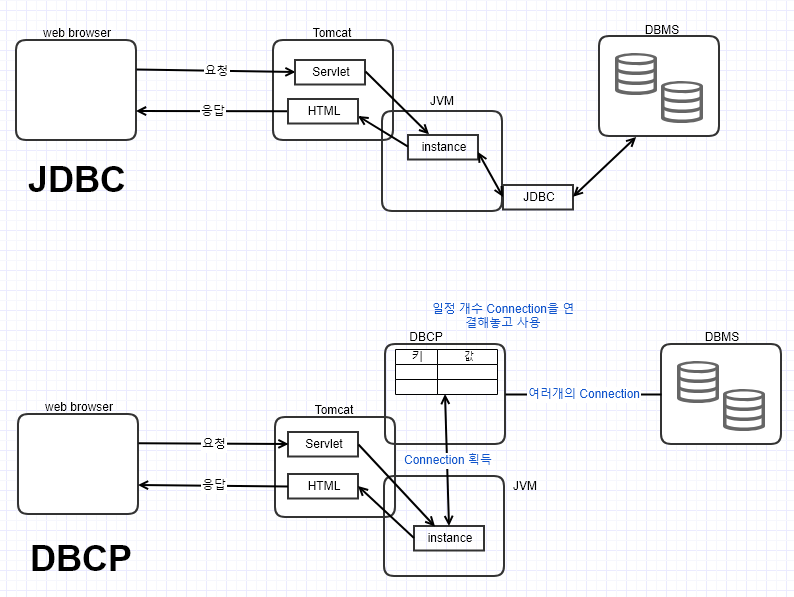 web browser
Tomcat
DBMS
요청
Servlet
JVM
응답
HTML
instance
JDBC
JDBC
일정 개수 Connection을 연
결해놓고 사용
DBCP
DBMS
키
값
여러개의 Connection
web browser
Tomcat
요청
Servlet
Connection 획득
응답
HTML
JVM
instance
DBCP